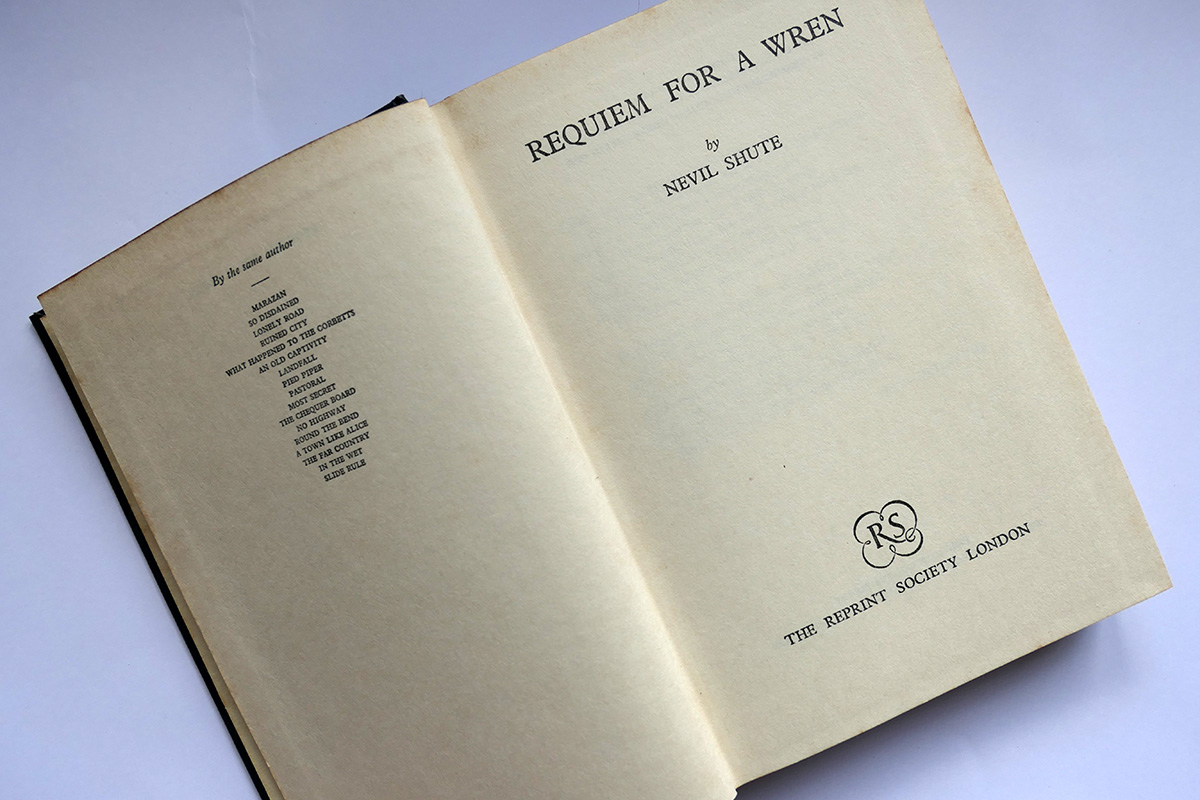 By the same author
MARAZAN
SO DISDAINED
LONELY ROAD
RUINED CITY
WHAT HAPPENED TO THE CORBETTS
AN OLD CAPTIVITY
LANDFALL
PIED PIPER
PASTORAL
MOST SECRET
THE CHEQUER BOARD
NO HIGHWAY
ROUND THE BEND
A TOWN LIKE ALICE
THE FAR COUNTRY
IN THE WET
SLIDE RULE
REQUIEM FOR A WREN
by
NEVIL SHUTE
RS
THE REPRINT SOCIETY LONDON